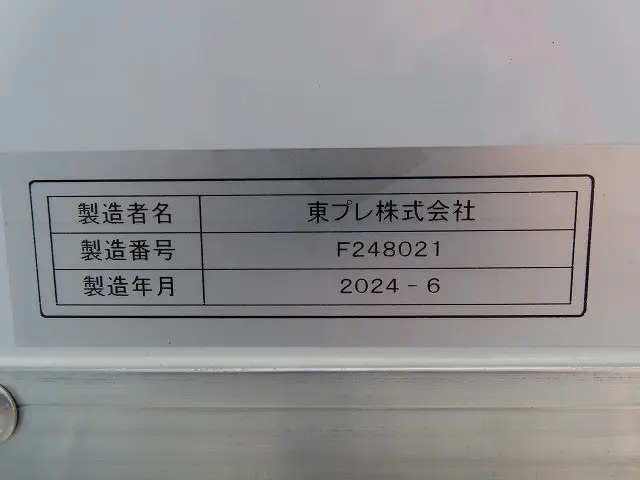 製造者名 東プレ株式会社
製造番号 F248021
製造年月 2024-6